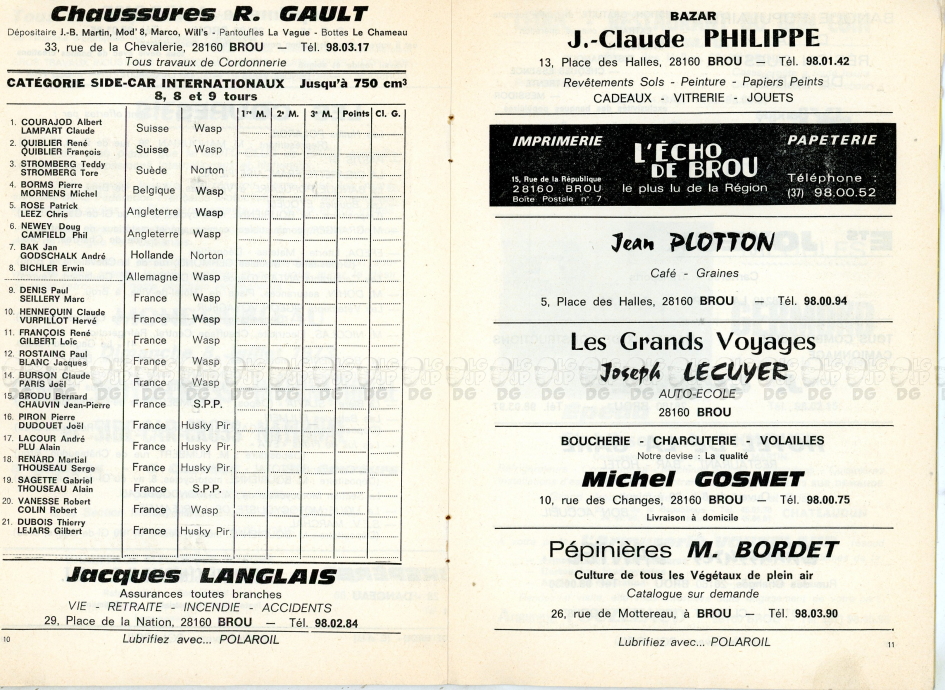 Chaussures R. GAULT
Dépositaire J.-B. Martin, Mod'8, Marco, Will's - Pantoufles La Vague - Bottes Le Chameau
33, rue de la Chevalerie, 28160 BROU — Tél. 98.03.17
Tous travaux de Cordonnerie
CATÉGORIE SIDE-CAR INTERNATIONAUX Jusqu'à 750 cm³
8, 8 et 9 tours
1re M. 2e M. 3e M. Points Cl. G.
1. COURAJOD Albert
LAMPART Claude Suisse Wasp
2. QUIBLIER René
QUIBLIER François Suisse Wasp
3. STROMBERG Teddy
STROMBERG Tore Suède Norton
4. BORMS Pierre
MORNENS Michel Belgique Wasp
5. ROSE Patrick
LEEZ Chris Angleterre Wasp
6. NEWEY Doug
CAMFIELD Phil Angleterre Wasp
7. BAK Jan
GODSCHALK André Hollande Norton
8. BICHLER Erwin
Allemagne Wasp
9. DENIS Paul
SEILLERY Marc France Wasp
10. HENNEQUIN Claude
VURPILLOT Hervé France Wasp
11. FRANÇOIS René
GILBERT Loïc France Wasp
12. ROSTAING Paul
BLANC Jacques France Wasp
14. BURSON Claude
PARIS Joël France Wasp
15. BRODU Bernard
CHAUVIN Jean-Pierre France S.P.P.
16. PIRON Pierre
DUDOUET Joël France Husky Pir.
17. LACOUR André
PLU Alain France Husky Pir.
18. RENARD Martial
THOUSEAU Serge France Husky Pir.
19. SAGETTE Gabriel
THOUSEAU Alain France S.P.P.
20. VANESSE Robert
COLIN Robert France Wasp
21. DUBOIS Thierry
LEJARS Gilbert France Husky Pir.
Jacques LANGLAIS
Assurances toutes branches
VIE - RETRAITE - INCENDIE - ACCIDENTS
29, Place de la Nation, 28160 BROU — Tél. 98.02.84
10 Lubrifiez avec... POLAROIL
BAZAR
J.-Claude PHILIPPE
13, Place des Halles, 28160 BROU — Tél. 98.01.42
Revêtements Sols - Peinture - Papiers Peints
CADEAUX - VITRERIE - JOUETS
IMPRIMERIE PAPETERIE
L'ÉCHO
DE BROU
15, Rue de la République
28160 BROU
Boîte Postale n° 7
le plus lu de la Région
Téléphone :
(37) 98.00.52
Jean PLOTTON
Café - Graines
5, Place des Halles, 28160 BROU — Tél. 98.00.94
Les Grands Voyages
Joseph LECUYER
AUTO-ECOLE
28160 BROU
BOUCHERIE - CHARCUTERIE - VOLAILLES
Notre devise : La qualité
Michel GOSNET
10, rue des Changes, 28160 BROU — Tél. 98.00.75
Livraison à domicile
Pépinières M. BORDET
Culture de tous les Végétaux de plein air
Catalogue sur demande
26, rue de Mottereau, à BROU — Tél. 98.03.90
Lubrifiez avec... POLAROIL 11